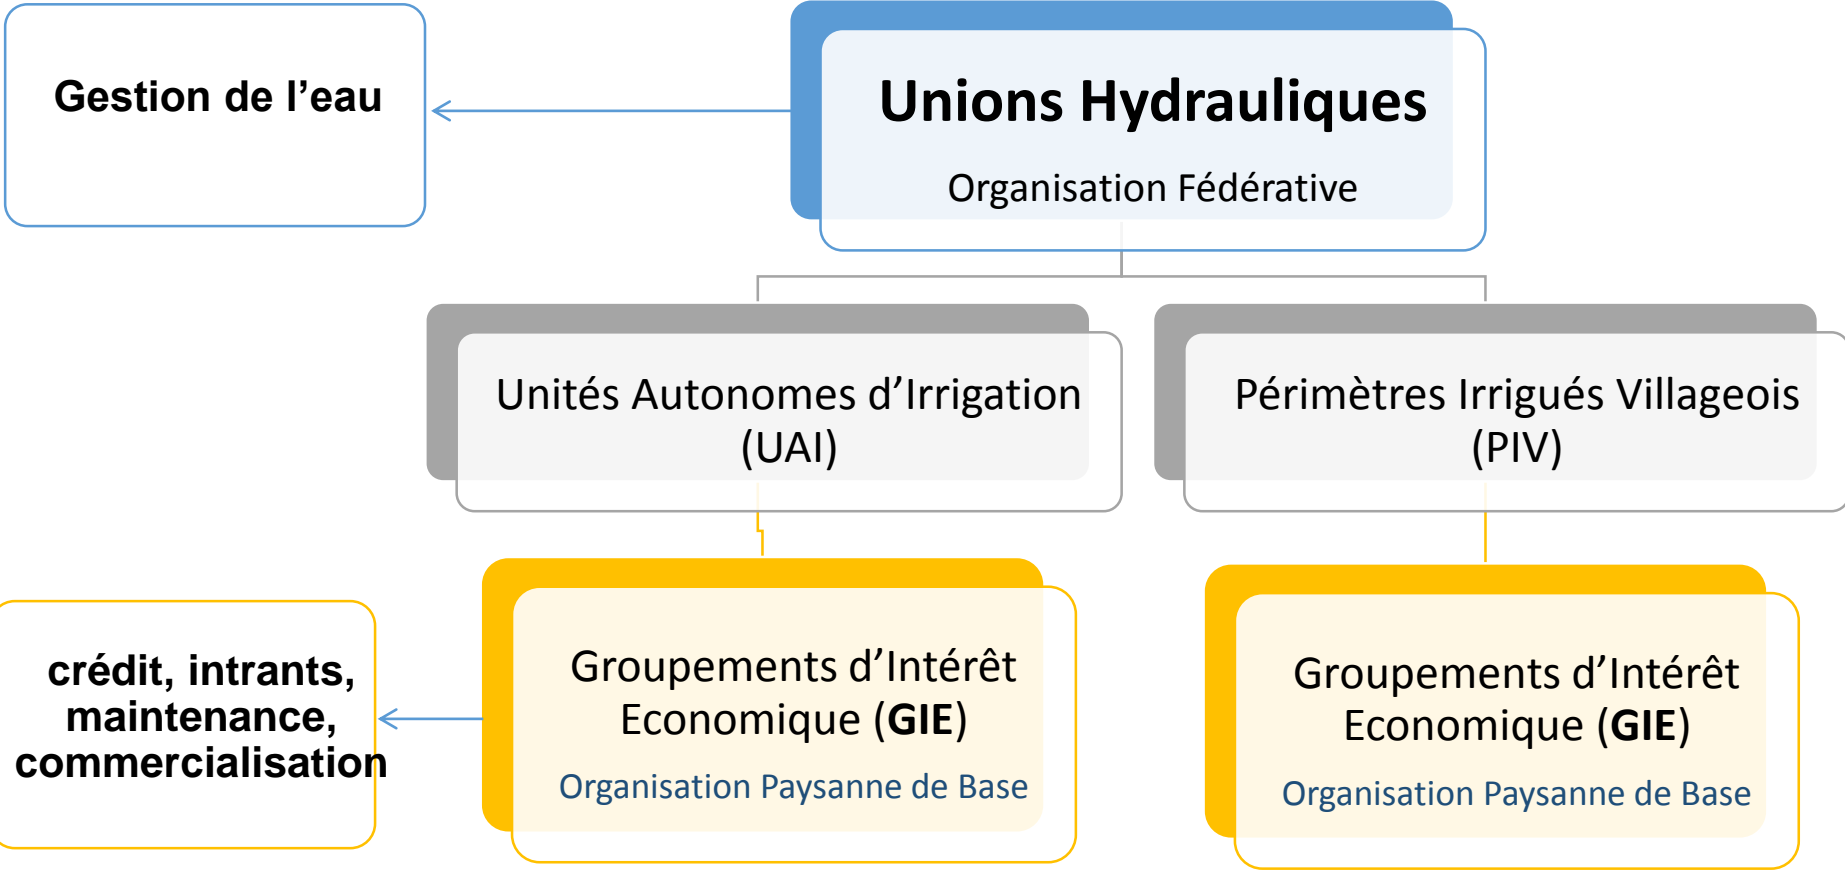 Gestion de l’eau
Unions Hydrauliques
Organisation Fédérative
Unités Autonomes d’Irrigation
(UAI)
Périmètres Irrigués Villageois
(PIV)
crédit, intrants,
maintenance,
commercialisation
Groupements d’Intérêt
Economique (GIE)
Organisation Paysanne de Base
Groupements d’Intérêt
Economique (GIE)
Organisation Paysanne de Base